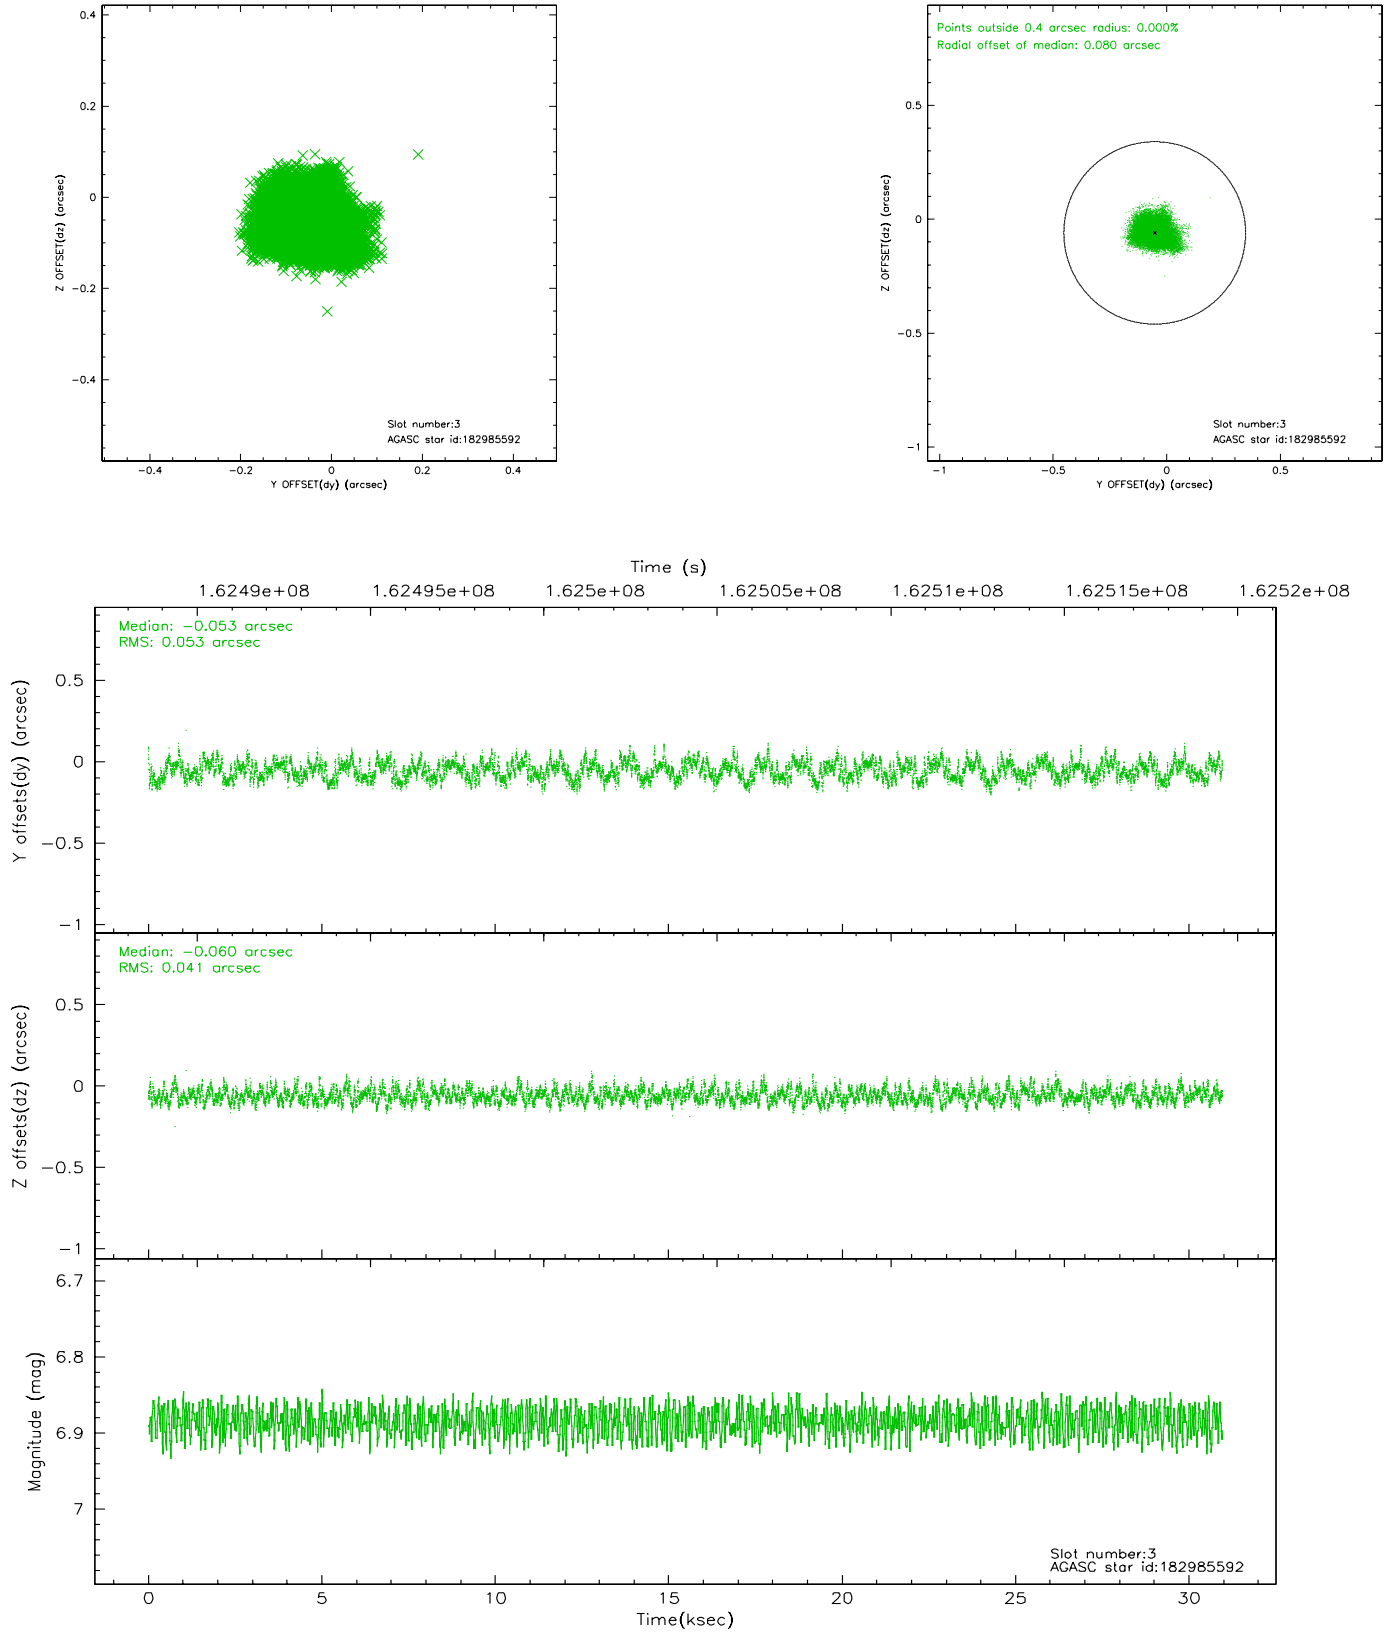 0.4
0.2
0
−0.2
−0.4
Z OFFSET(dz) (arcsec)
−0.4
−0.2
0
0.2
0.4
Y OFFSET(dy) (arcsec)
Slot number:3
AGASC star id:182985592
Points outside 0.4 arcsec radius: 0.000%
Radial offset of median: 0.080 arcsec
0.5
0
−0.5
−1
Z OFFSET(dz) (arcsec)
−1
−0.5
0
0.5
Y OFFSET(dy) (arcsec)
Slot number:3
AGASC star id:182985592
Time (s)
1.6249e+08
1.62495e+08
1.625e+08
1.62505e+08
1.6251e+08
1.62515e+08
1.6252e+08
Median: −0.053 arcsec
RMS: 0.053 arcsec
0.5
0
−0.5
−1
Y offsets(dy) (arcsec)
Median: −0.060 arcsec
RMS: 0.041 arcsec
0.5
0
−0.5
−1
Z offsets(dz) (arcsec)
6.7
6.8
6.9
7
Magnitude (mag)
Slot number:3
AGASC star id:182985592
0
5
10
15
20
25
30
Time(ksec)